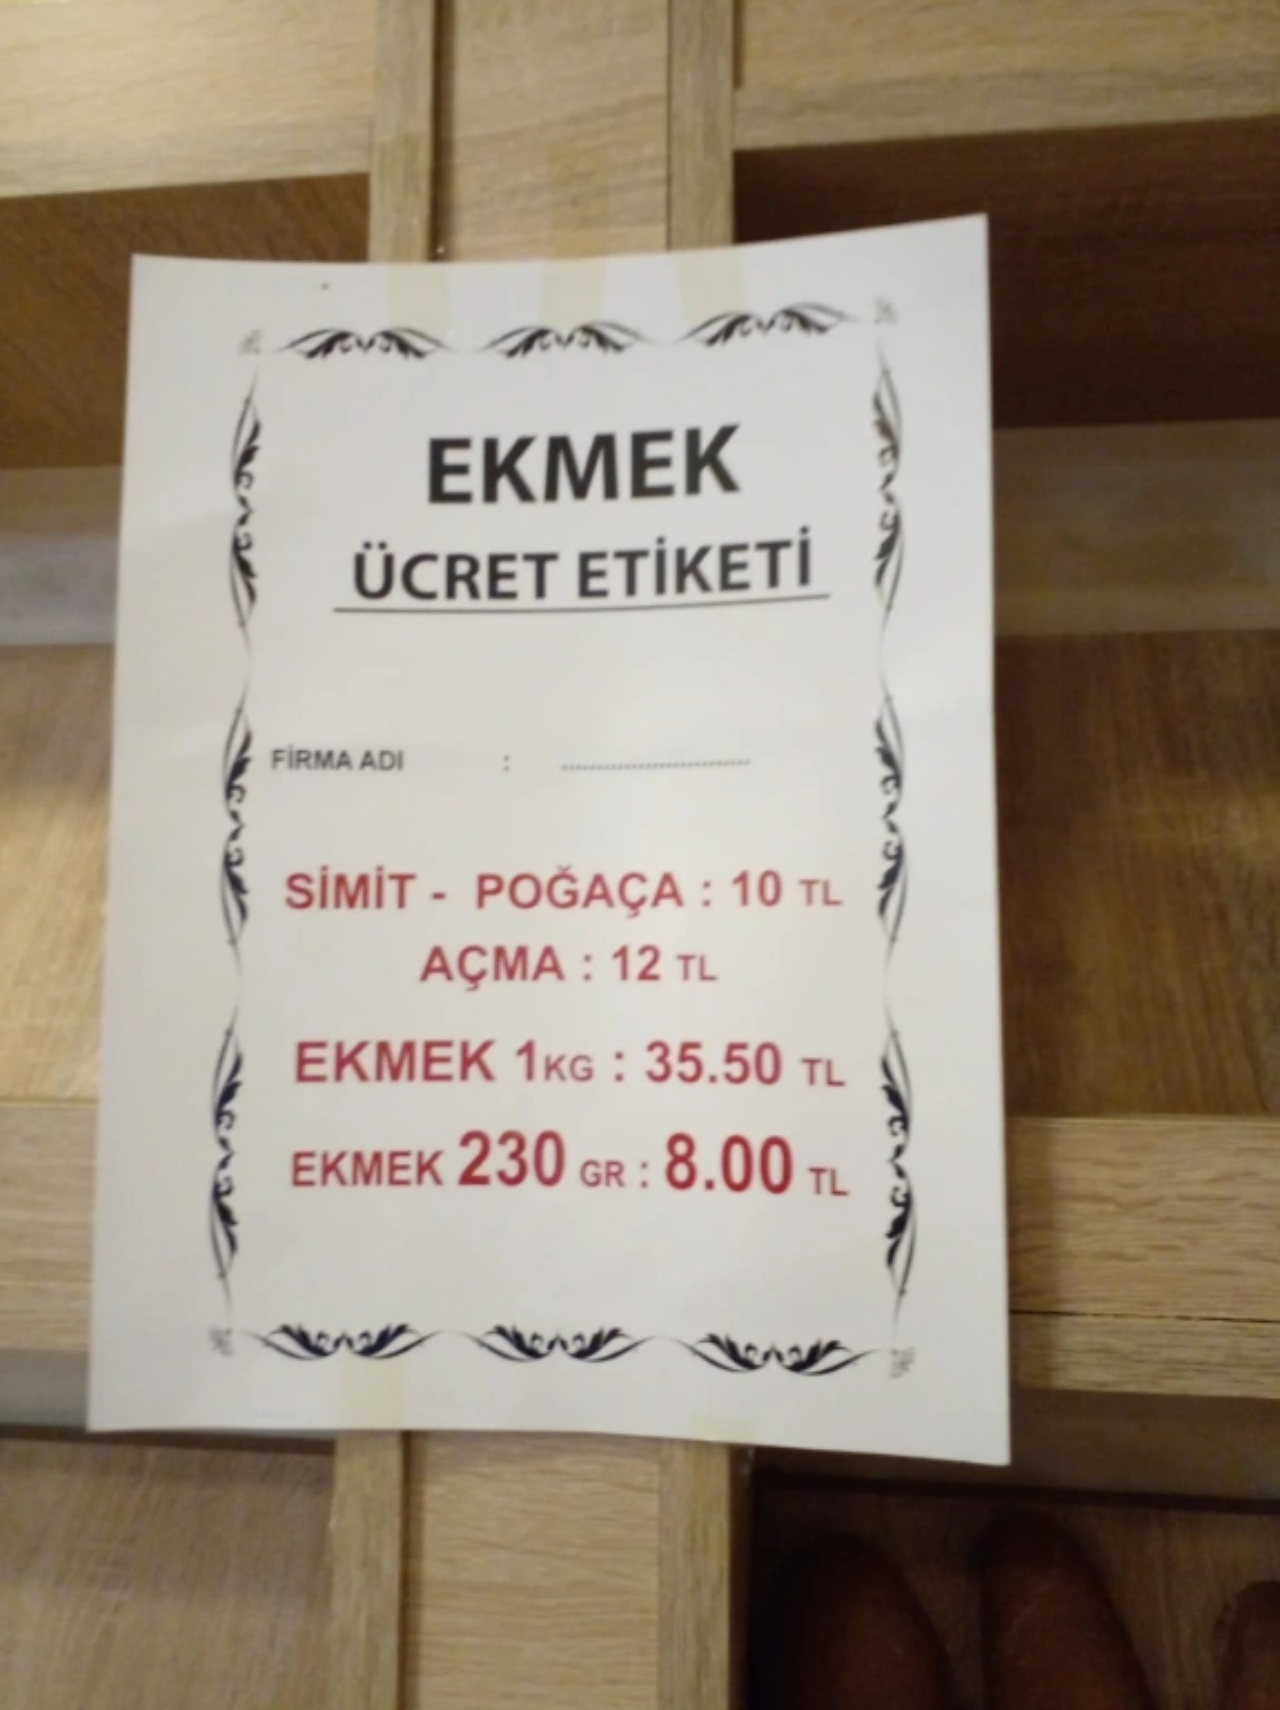 EKMEK
ÜCRET ETİKETİ
FİRMA ADI : ............................
SİMİT - POĞAÇA : 10 TL
AÇMA : 12 TL
EKMEK 1KG : 35.50 TL
EKMEK 230 GR : 8.00 TL